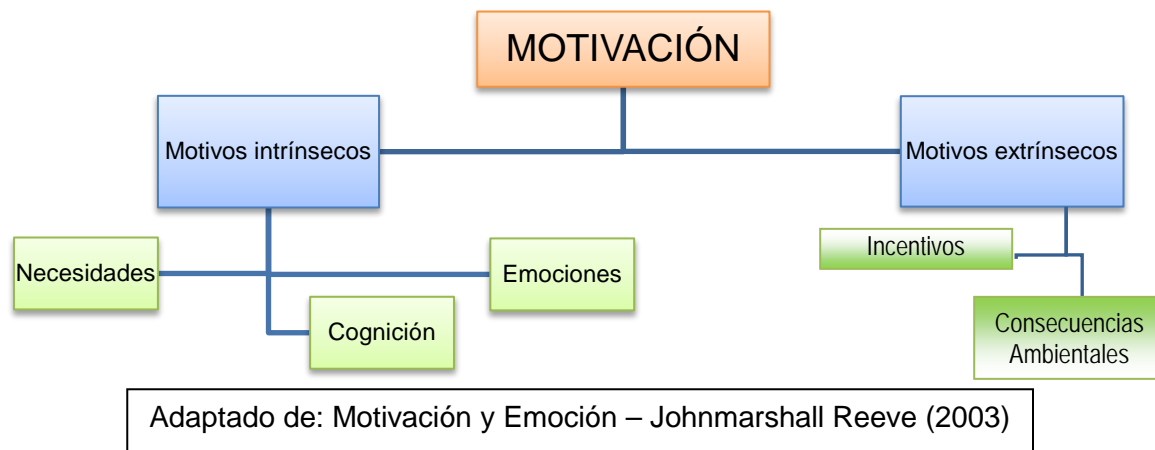 MOTIVACIÓN
Motivos intrínsecos
Motivos extrínsecos
Necesidades
Emociones
Cognición
Incentivos
Consecuencias
Ambientales
Adaptado de: Motivación y Emoción – Johnmarshall Reeve (2003)